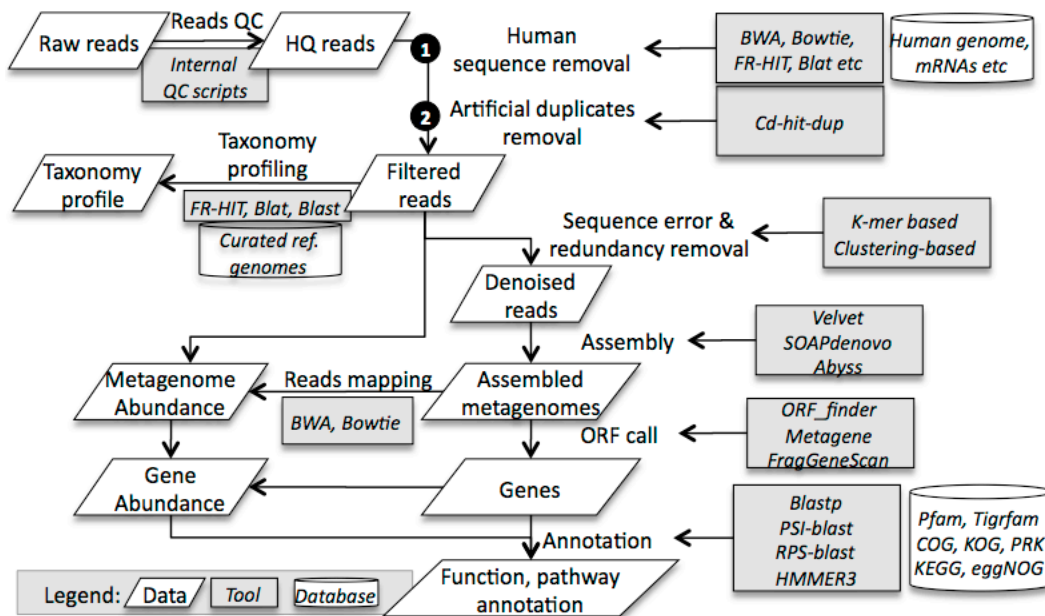 Raw reads
Reads QC
HQ reads
Internal
QC scripts
1
Human
sequence removal
BWA, Bowtie,
FR-HIT, Blat etc
Human genome,
mRNAs etc
2
Artificial duplicates
removal
Cd-hit-dup
Taxonomy
profile
Taxonomy
profiling
FR-HIT, Blat, Blast
Curated ref.
genomes
Filtered
reads
Sequence error &
redundancy removal
K-mer based
Clustering-based
Denoised
reads
Assembly
Velvet
SOAPdenovo
Abyss
Metagenome
Abundance
Reads mapping
BWA, Bowtie
Assembled
metagenomes
ORF call
ORF_finder
Metagene
FragGeneScan
Gene
Abundance
Genes
Annotation
Blastp
PSI-blast
RPS-blast
HMMER3
Pfam, Tigrfam
COG, KOG, PRK
KEGG, eggNOG
Function, pathway
annotation
Legend:
Data
Tool
Database